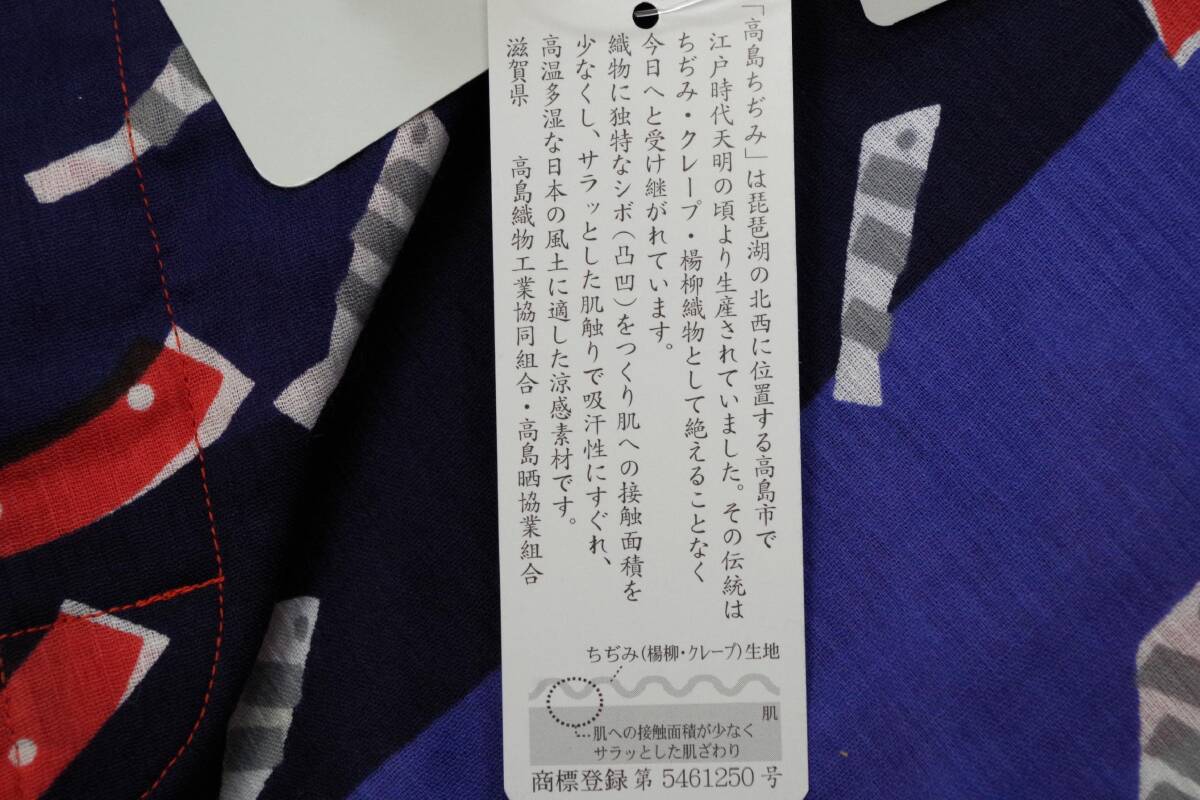 「高島ちぢみ」は琵琶湖の北西に位置する高島市で
江戸時代天明の頃より生産されていました。その伝統は
ちぢみ・クレープ・楊柳織物として絶えることなく
今日へと受け継がれています。
織物に独特なシボ(凸凹)をつくり肌への接触面積を
少なくし、サラッとした肌触りで吸汗性にすぐれ、
高温多湿な日本の風土に適した涼感素材です。
滋賀県 高島織物工業協同組合・高島晒協業組合
ちぢみ(楊柳・クレープ)生地
肌
肌への接触面積が少なく
サラッとした肌ざわり
商標登録 第 5461250 号